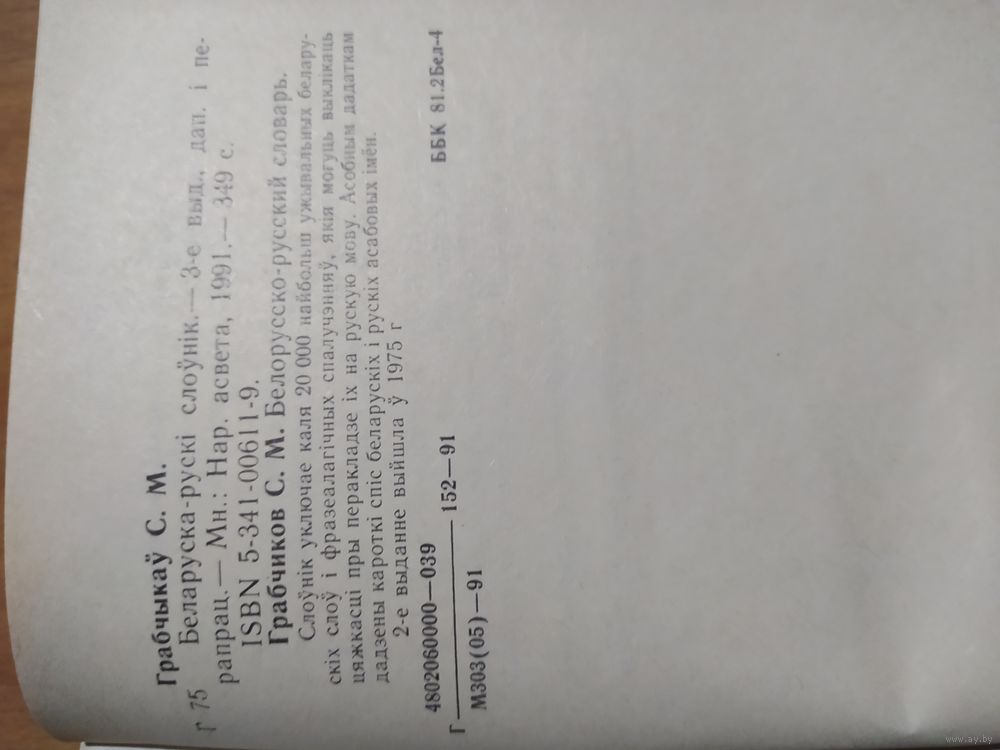 Грабчыкаў С. М.
Г 75 Беларуска-рускі слоўнік.— 3-е выд., дап. і пе-
рапрац.— Мн.: Нар. асвета, 1991.— 349 с.
ISBN 5-341-00611-9.
Грабчиков С. М. Белорусско-русский словарь.
Слоўнік уключае каля 20 000 найбольш ужывальных белару-
скіх слоў і фразеалагічных спалучэнняў, якія могуць выклікаць
цяжкасці пры перакладзе іх на рускую мову. Асобным дадаткам
дадзены кароткі спіс беларускіх і рускіх асабовых імён.
2-е выданне выйшла ў 1975 г
4802060000—039
Г 152—91
М303(05)—91
ББК 81.2Бел-4
www.ay.by